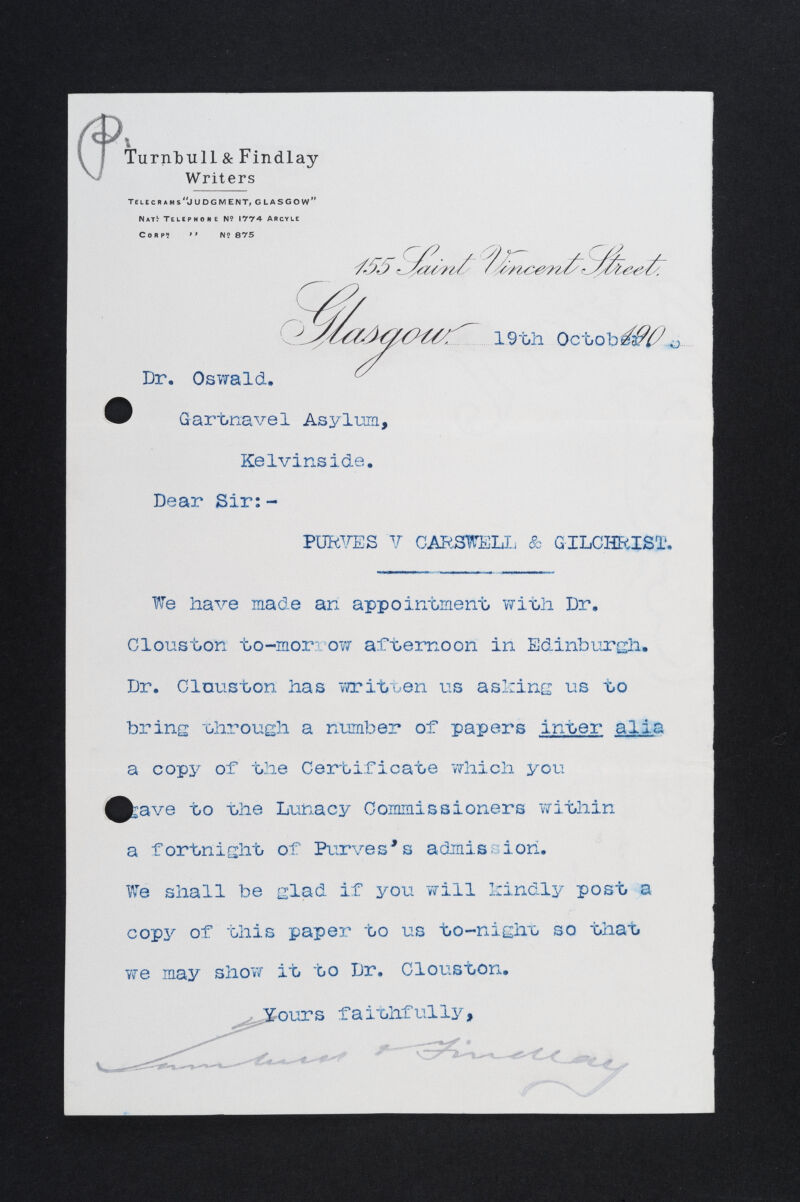 P.
Turnbull & Findlay
Writers
TELEGRAMS "JUDGMENT, GLASGOW"
NATL TELEPHONE No 1774 ARGYLE
CORPN " No 875
155 Saint Vincent Street.
Glasgow. 19th October. 190
Dr. Oswald.
Gartnavel Asylum,
Kelvinside.
Dear Sir:-
PURVES V CARSWELL & GILCHRIST.
We have made an appointment with Dr.
Clouston to-morrow afternoon in Edinburgh.
Dr. Clouston has written us asking us to
bring through a number of papers inter alia
a copy of the Certificate which you
gave to the Lunacy Commissioners within
a fortnight of Purves's admission.
We shall be glad if you will kindly post a
copy of this paper to us to-night so that
we may show it to Dr. Clouston.
Yours faithfully,
Turnbull & Findlay